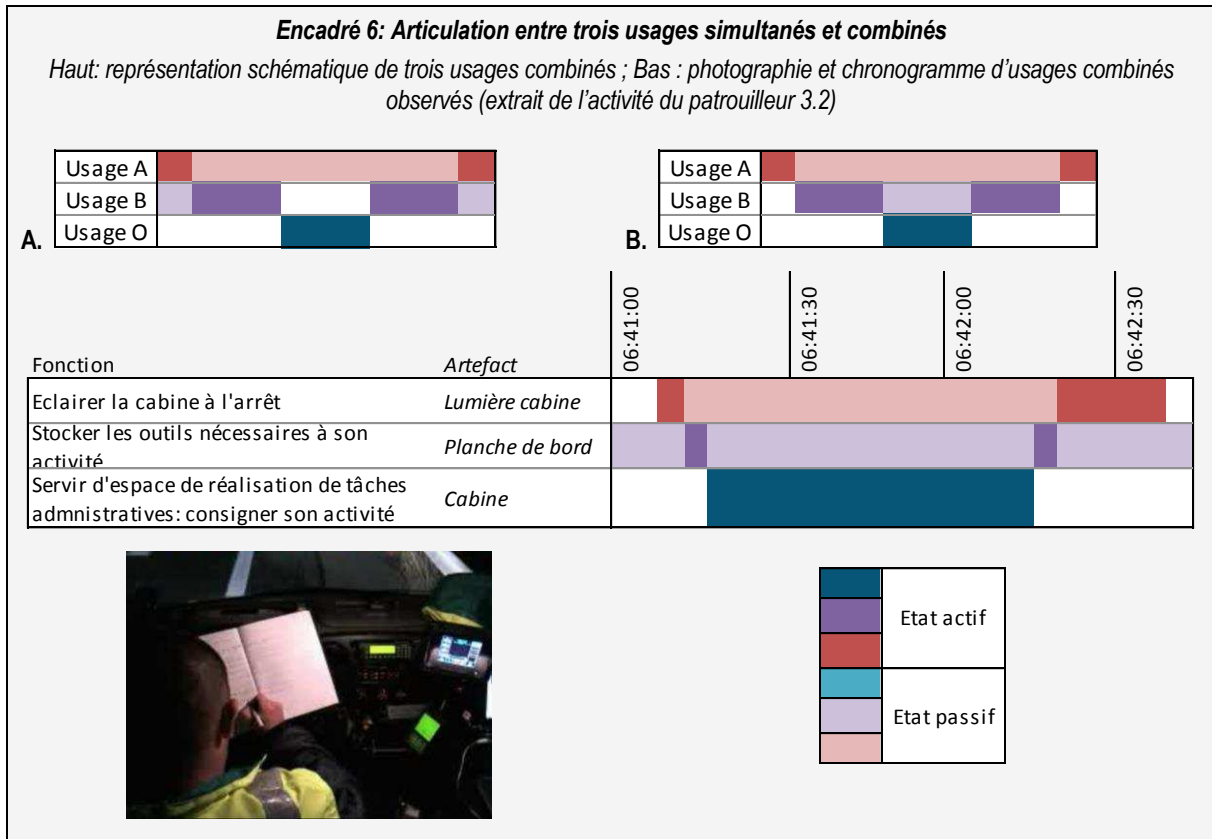 Encadré 6: Articulation entre trois usages simultanés et combinés
Haut: représentation schématique de trois usages combinés ; Bas : photographie et chronogramme d'usages combinés
observés (extrait de l'activité du patrouilleur 3.2)
Usage A
Usage B
Usage O
A.
Usage A
Usage B
Usage O
B.
06:41:00
06:41:30
06:42:00
06:42:30
Fonction Artefact
Eclairer la cabine à l'arrêt Lumière cabine
Stocker les outils nécessaires à son
activité Planche de bord
Servir d'espace de réalisation de tâches
admnistratives: consigner son activité Cabine
Etat actif
Etat passif